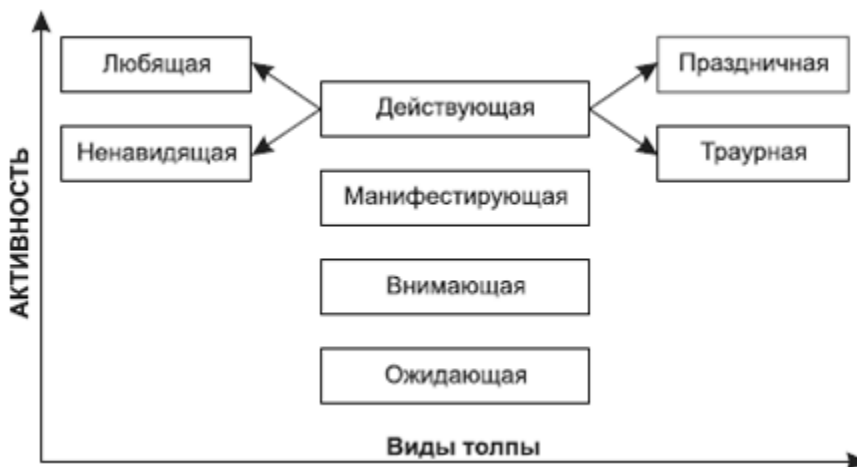 Любящая
Праздничная
Действующая
Ненавидящая
Траурная
Манифестирующая
Внимающая
Ожидающая
АКТИВНОСТЬ
Виды толпы